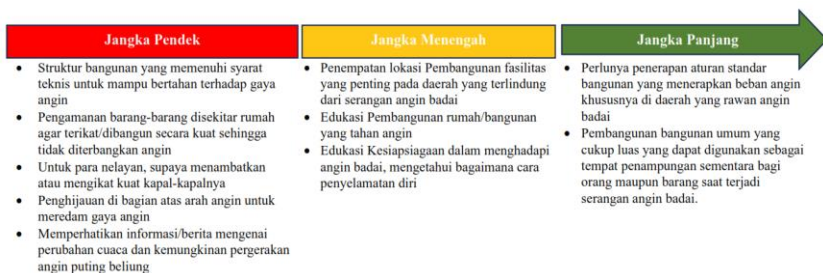 Jangka Pendek
Struktur bangunan yang memenuhi syarat
teknis untuk mampu bertahan terhadap gaya
angin
Pengamanan barang-barang disekitar rumah
agar terikat/dibangun secara kuat sehingga
tidak diterbangkan angin
Untuk para nelayan, supaya menambatkan
atau mengikat kuat kapal-kapalnya
Penghijauan di bagian atas arah angin untuk
meredam gaya angin
Memperhatikan informasi/berita mengenai
perubahan cuaca dan kemungkinan pergerakan
angin puting beliung
Jangka Menengah
Penempatan lokasi Pembangunan fasilitas
yang penting pada daerah yang terlindung
dari serangan angin badai
Edukasi Pembangunan rumah/bangunan
yang tahan angin
Edukasi Kesiapsiagaan dalam menghadapi
angin badai, mengetahui bagaimana cara
penyelamatan diri
Jangka Panjang
Perlunya penerapan aturan standar
bangunan yang menerapkan beban angin
khususnya di daerah yang rawan angin
badai
Pembangunan bangunan umum yang
cukup luas yang dapat digunakan sebagai
tempat penampungan sementara bagi
orang maupun barang saat terjadi
serangan angin badai.